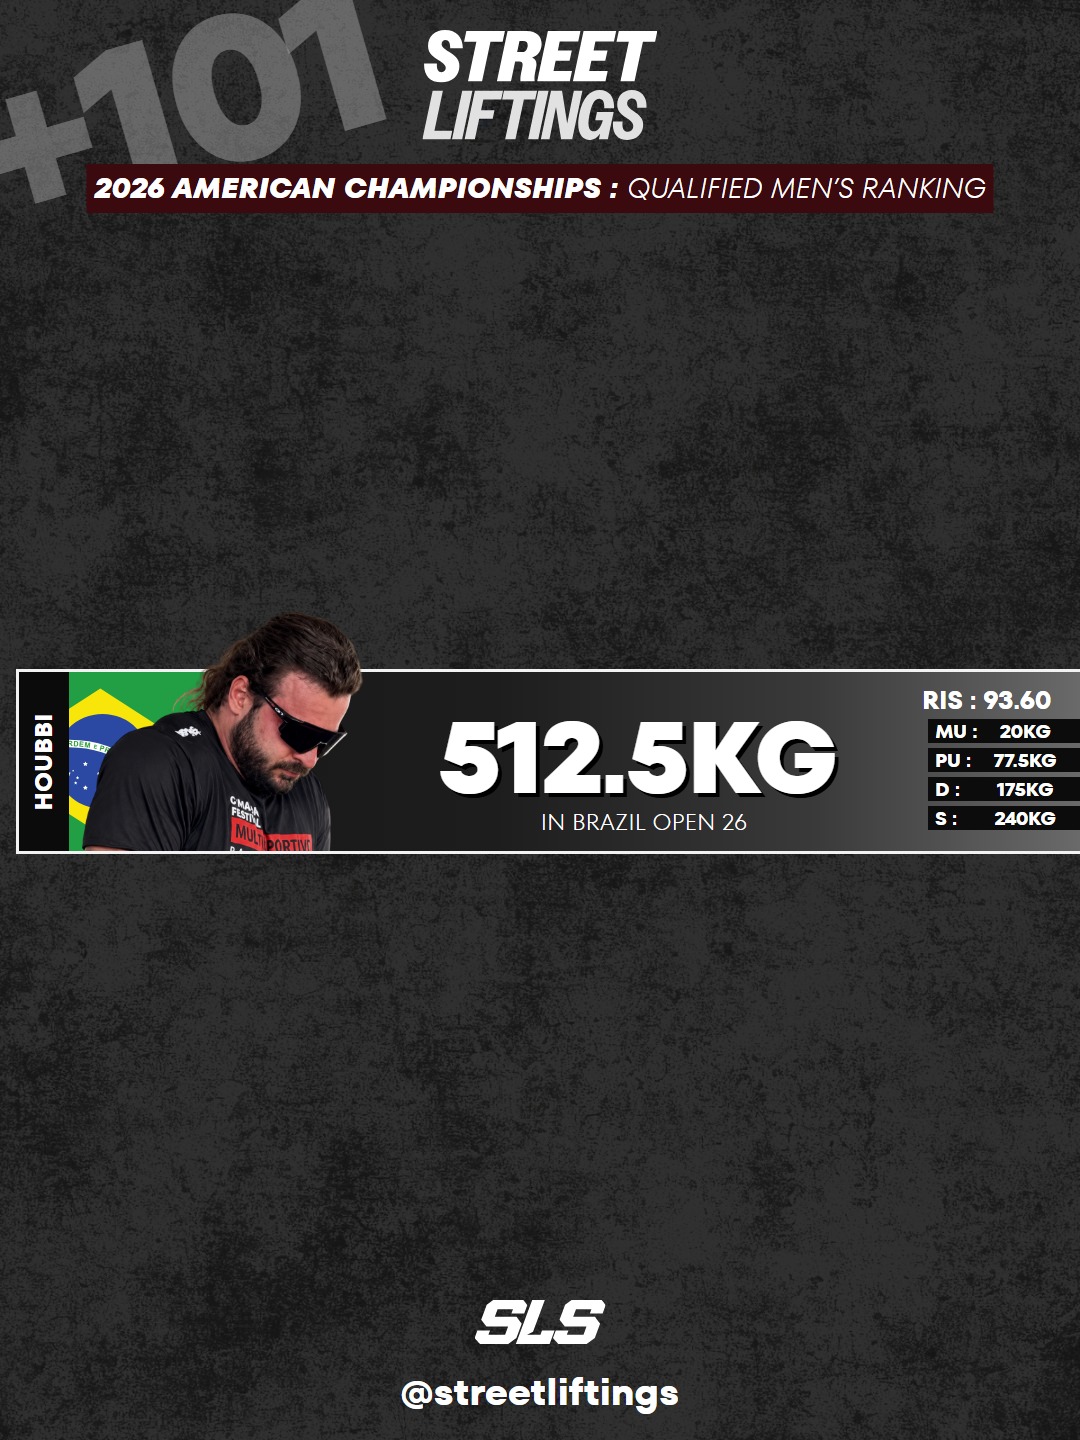 +101
STREET
LIFTINGS
2026 AMERICAN CHAMPIONSHIPS : QUALIFIED MEN'S RANKING
HOUBBI
512.5KG
IN BRAZIL OPEN 26
RIS : 93.60
MU : 20KG
PU : 77.5KG
D : 175KG
S : 240KG
SLS
@streetliftings